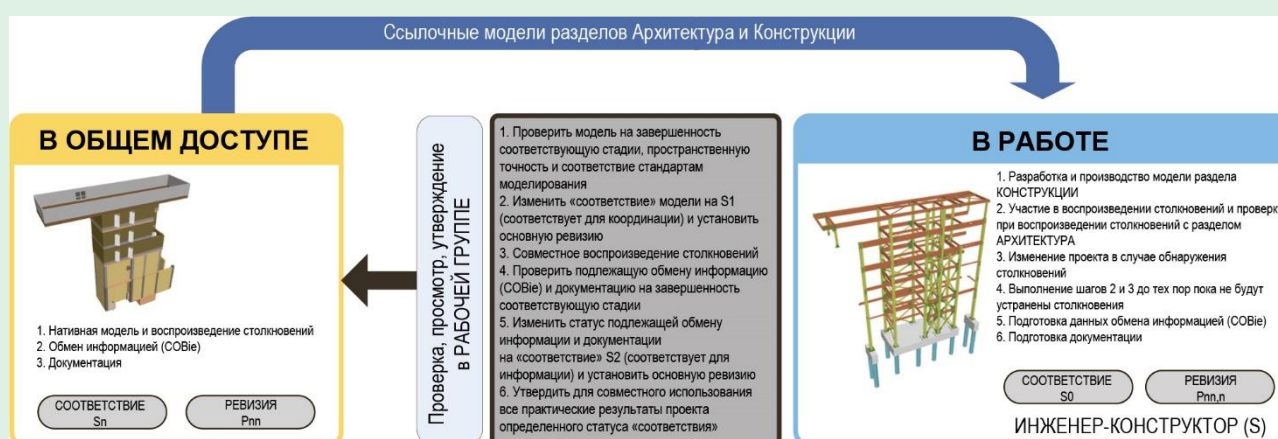 Ссылочные модели разделов Архитектура и Конструкции
В ОБЩЕМ ДОСТУПЕ
1. Нативная модель и воспроизведение столкновений
2. Обмен информацией (COBie)
3. Документация
СООТВЕТСТВИЕ
Sn
РЕВИЗИЯ
Pnn
Проверка, просмотр, утверждение
в РАБОЧЕЙ ГРУППЕ
1. Проверить модель на завершенность
соответствующую стадии, пространственную
точность и соответствие стандартам
моделирования
2. Изменить «соответствие» модели на S1
(соответствует для координации) и установить
основную ревизию
3. Совместное воспроизведение столкновений
4. Проверить подлежащую обмену информацию
(COBie) и документацию на завершенность
соответствующую стадии
5. Изменить статус подлежащей обмену
информации и документации
на «соответствие» S2 (соответствует для
информации) и установить основную ревизию
6. Утвердить для совместного использования
все практические результаты проекта
определенного статуса «соответствия»
В РАБОТЕ
1. Разработка и производство модели раздела
КОНСТРУКЦИИ
2. Участие в воспроизведении столкновений и проверк
при воспроизведении столкновений с разделом
АРХИТЕКТУРА
3. Изменение проекта в случае обнаружения
столкновений
4. Выполнение шагов 2 и 3 до тех пор пока не будут
устранены столкновения
5. Подготовка данных обмена информацией (COBie)
6. Подготовка документации
СООТВЕТСТВИЕ
S0
РЕВИЗИЯ
Pnn,n
ИНЖЕНЕР-КОНСТРУКТОР (S)